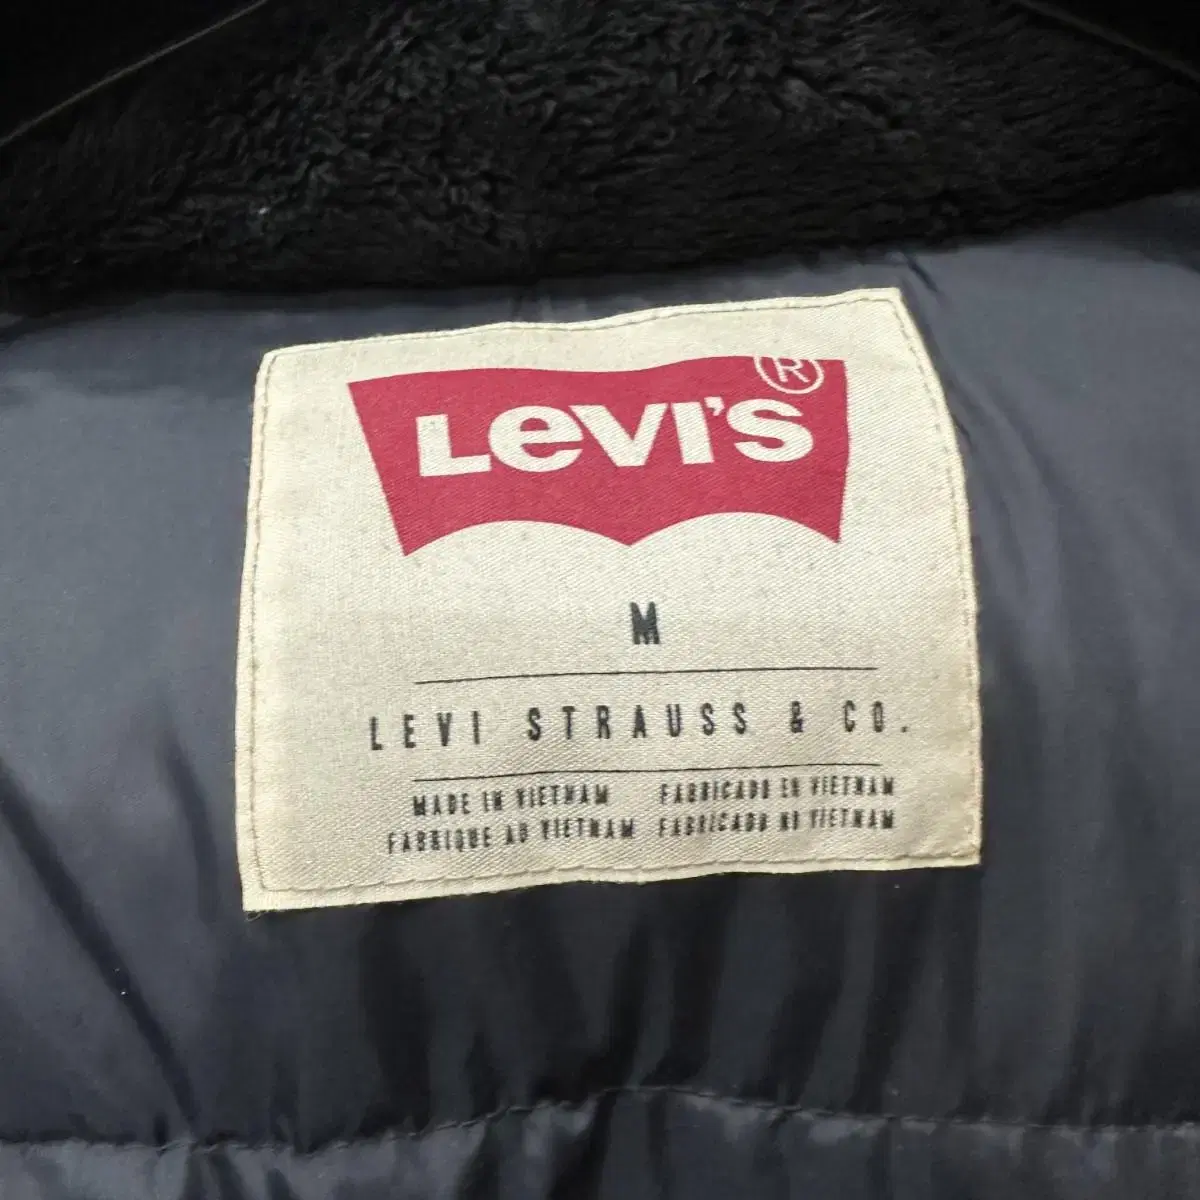 LEVI'S®
M
LEVI STRAUSS & CO.
MADE IN VIETNAM FABRICADO EN VIETNAM
FABRIQUE AU VIETNAM FABRICADO NO VIETNAM